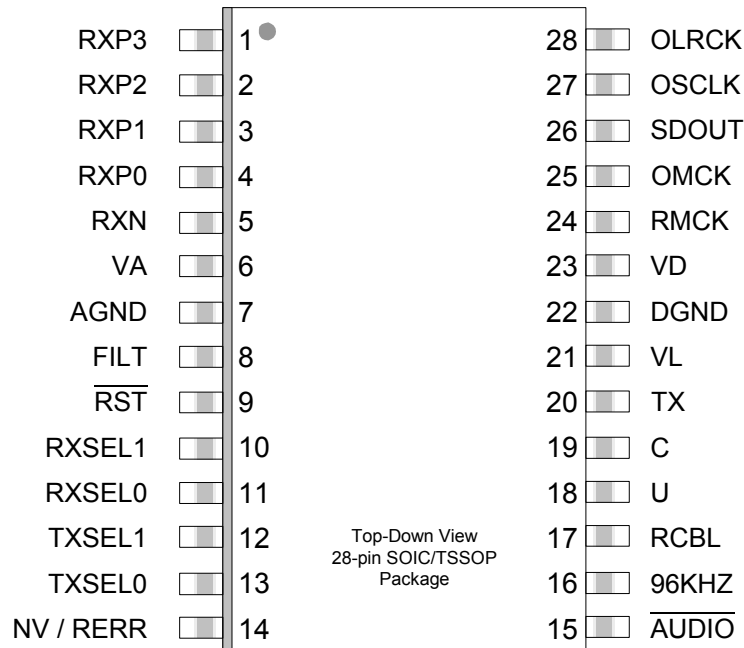 RXP3 1 28 OLRCK
RXP2 2 27 OSCLK
RXP1 3 26 SDOUT
RXP0 4 25 OMCK
RXN 5 24 RMCK
VA 6 23 VD
AGND 7 22 DGND
FILT 8 21 VL
RST 9 20 TX
RXSEL1 10 19 C
RXSEL0 11 18 U
TXSEL1 12 Top-Down View 17 RCBL
28-pin SOIC/TSSOP
TXSEL0 13 Package 16 96KHZ
NV / RERR 14 15 AUDIO